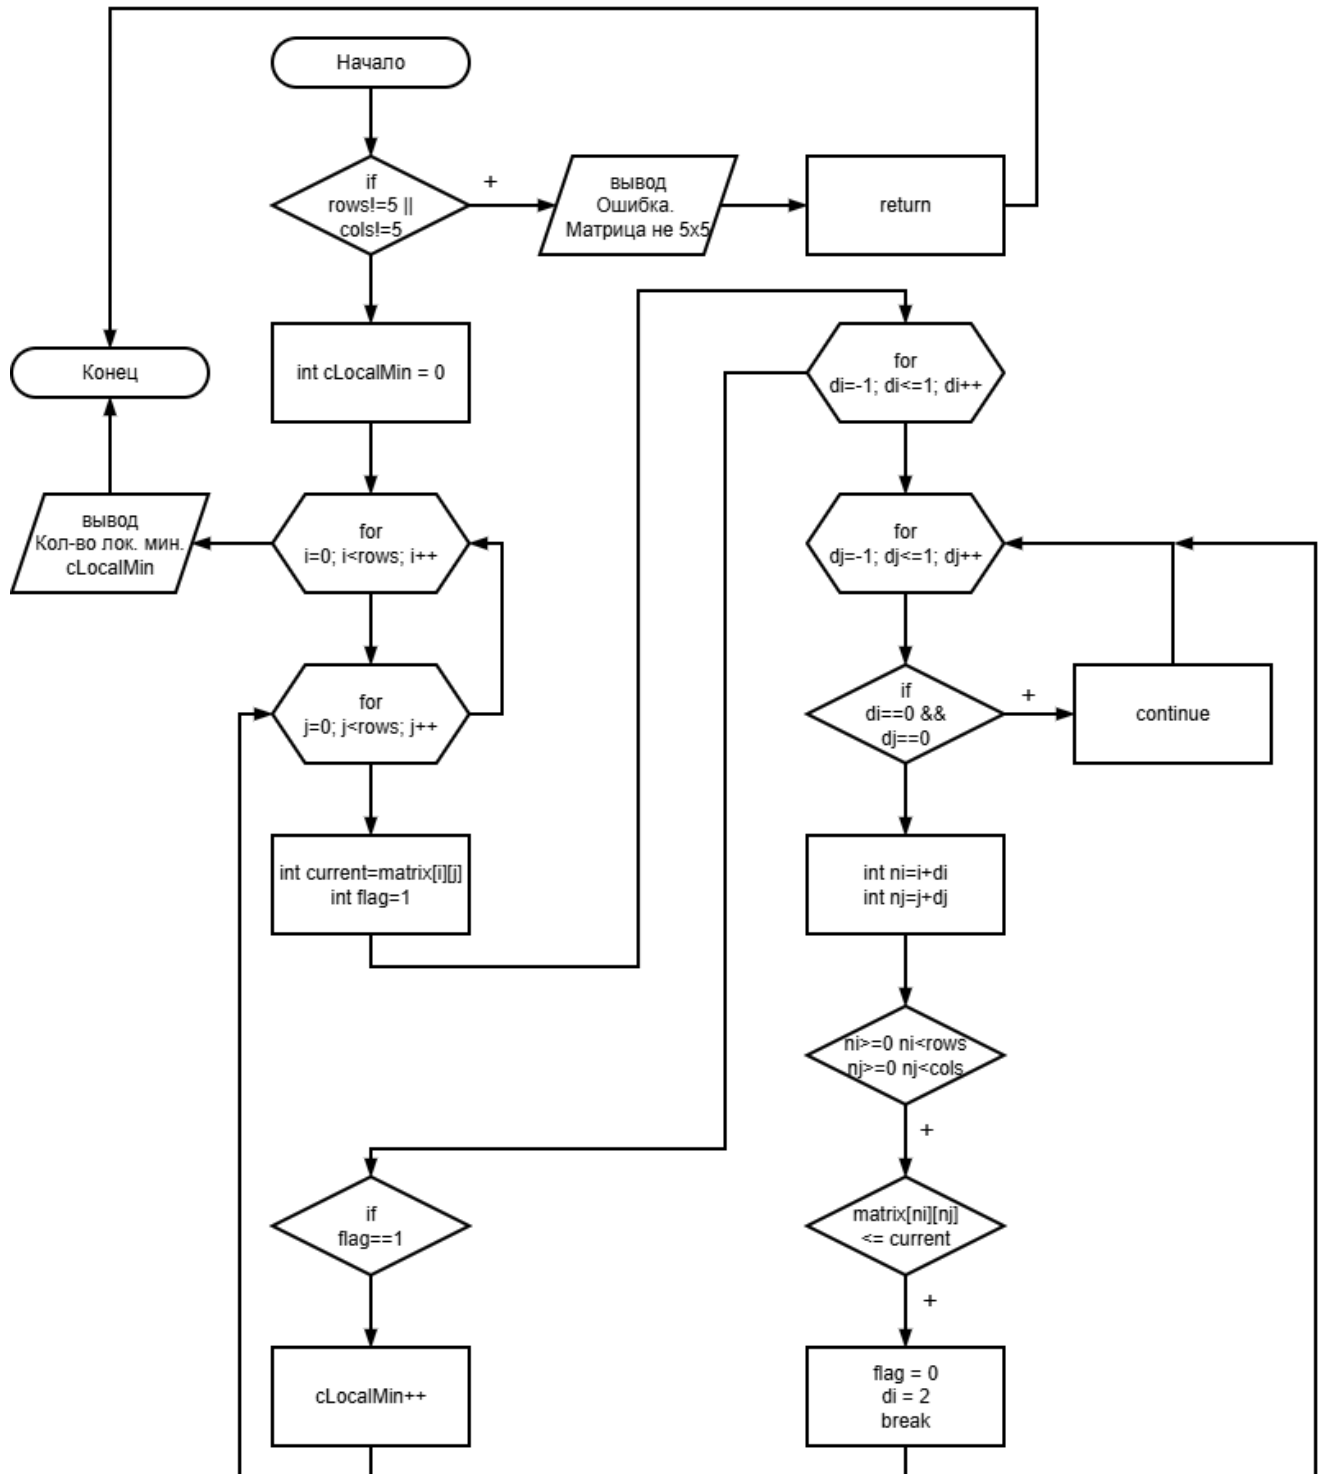 Начало
if
rows!=5 ||
cols!=5
+
вывод
Ошибка.
Матрица не 5x5
return
Конец
int cLocalMin = 0
for
di=-1; di<=1; di++
вывод
Кол-во лок. мин.
cLocalMin
for
i=0; i<rows; i++
for
dj=-1; dj<=1; dj++
for
j=0; j<rows; j++
if
di==0 &&
dj==0
+
continue
int current=matrix[i][j]
int flag=1
int ni=i+di
int nj=j+dj
ni>=0 ni<rows
nj>=0 nj<cols
+
if
flag==1
matrix[ni][nj]
<= current
+
cLocalMin++
flag = 0
di = 2
break